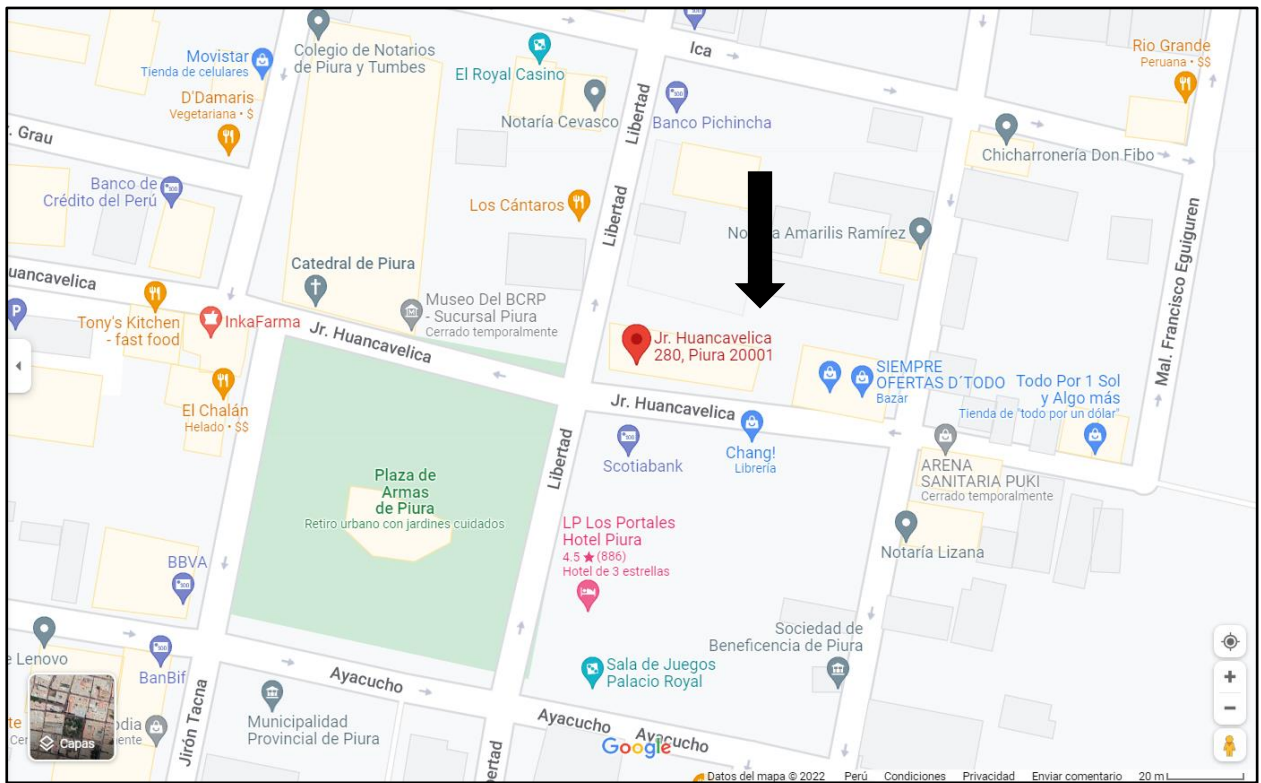 Ica
Rio Grande
Peruana • $$
Movistar
Tienda de celulares
Colegio de Notarios
de Piura y Tumbes
El Royal Casino
D'Damaris
Vegetariana • $
Notaría Cevasco
Libertad
Banco Pichincha
. Grau
Chicharronería Don Fibo
Banco de
Crédito del Perú
Los Cántaros
Libertad
Amarilis Ramírez
Mal. Francisco Eguiguren
Catedral de Piura
uancavelica
Museo Del BCRP
- Sucursal Piura
Cerrado temporalmente
P
Tony's Kitchen
- fast food
InkaFarma
Jr. Huancavelica
Jr. Huancavelica
280, Piura 20001
SIEMPRE
OFERTAS D´TODO
Bazar
Todo Por 1 Sol
y Algo más
Tienda de "todo por un dólar"
El Chalán
Helado • $$
Jr. Huancavelica
Libertad
Scotiabank
Chang!
Librería
ARENA
SANITARIA PUKI
Cerrado temporalmente
Plaza de
Armas
de Piura
Retiro urbano con jardines cuidados
LP Los Portales
Hotel Piura
4.5 ★ (886)
Hotel de 3 estrellas
Notaría Lizana
BBVA
Sociedad de
Beneficencia de Piura
e Lenovo
BanBif
Ayacucho
Sala de Juegos
Palacio Royal
Jirón Tacna
Municipalidad
Provincial de Piura
Capas
Libertad
Ayacucho
Ayacucho
Google
Datos del mapa © 2022 Perú Condiciones Privacidad Enviar comentario 20 m